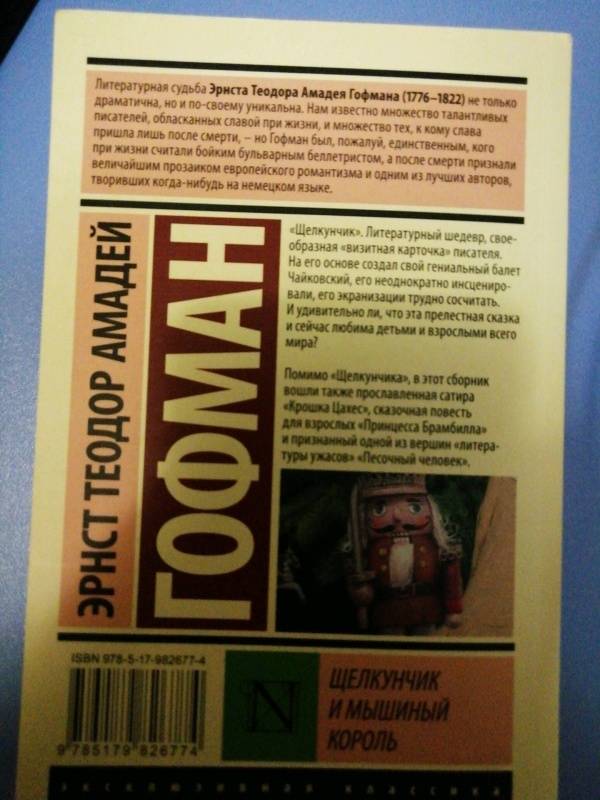 Литературная судьба Эрнста Теодора Амадея Гофмана (1776–1822) не только
драматична, но и по-своему уникальна. Нам известно множество талантливых
писателей, обласканных славой при жизни, и множество тех, к кому слава
пришла лишь после смерти, – но Гофман был, пожалуй, единственным, кого
при жизни считали бойким бульварным беллетристом, а после смерти признали
величайшим прозаиком европейского романтизма и одним из лучших авторов,
творивших когда-нибудь на немецком языке.
ЭРНСТ ТЕОДОР АМАДЕЙ
ГОФМАН
«Щелкунчик». Литературный шедевр, свое-
образная «визитная карточка» писателя.
На его основе создал свой гениальный балет
Чайковский, его неоднократно инсцениро-
вали, его экранизации трудно сосчитать.
И удивительно ли, что эта прелестная сказка
и сейчас любима детьми и взрослыми всего
мира?
Помимо «Щелкунчика», в этот сборник
вошли также прославленная сатира
«Крошка Цахес», сказочная повесть
для взрослых «Принцесса Брамбилла»
и признанный одной из вершин «литера-
туры ужасов» «Песочный человек».
ISBN 978-5-17-982677-4
9 785179 826774
N
ЩЕЛКУНЧИК
И МЫШИНЫЙ
КОРОЛЬ
эксклюзивная классика